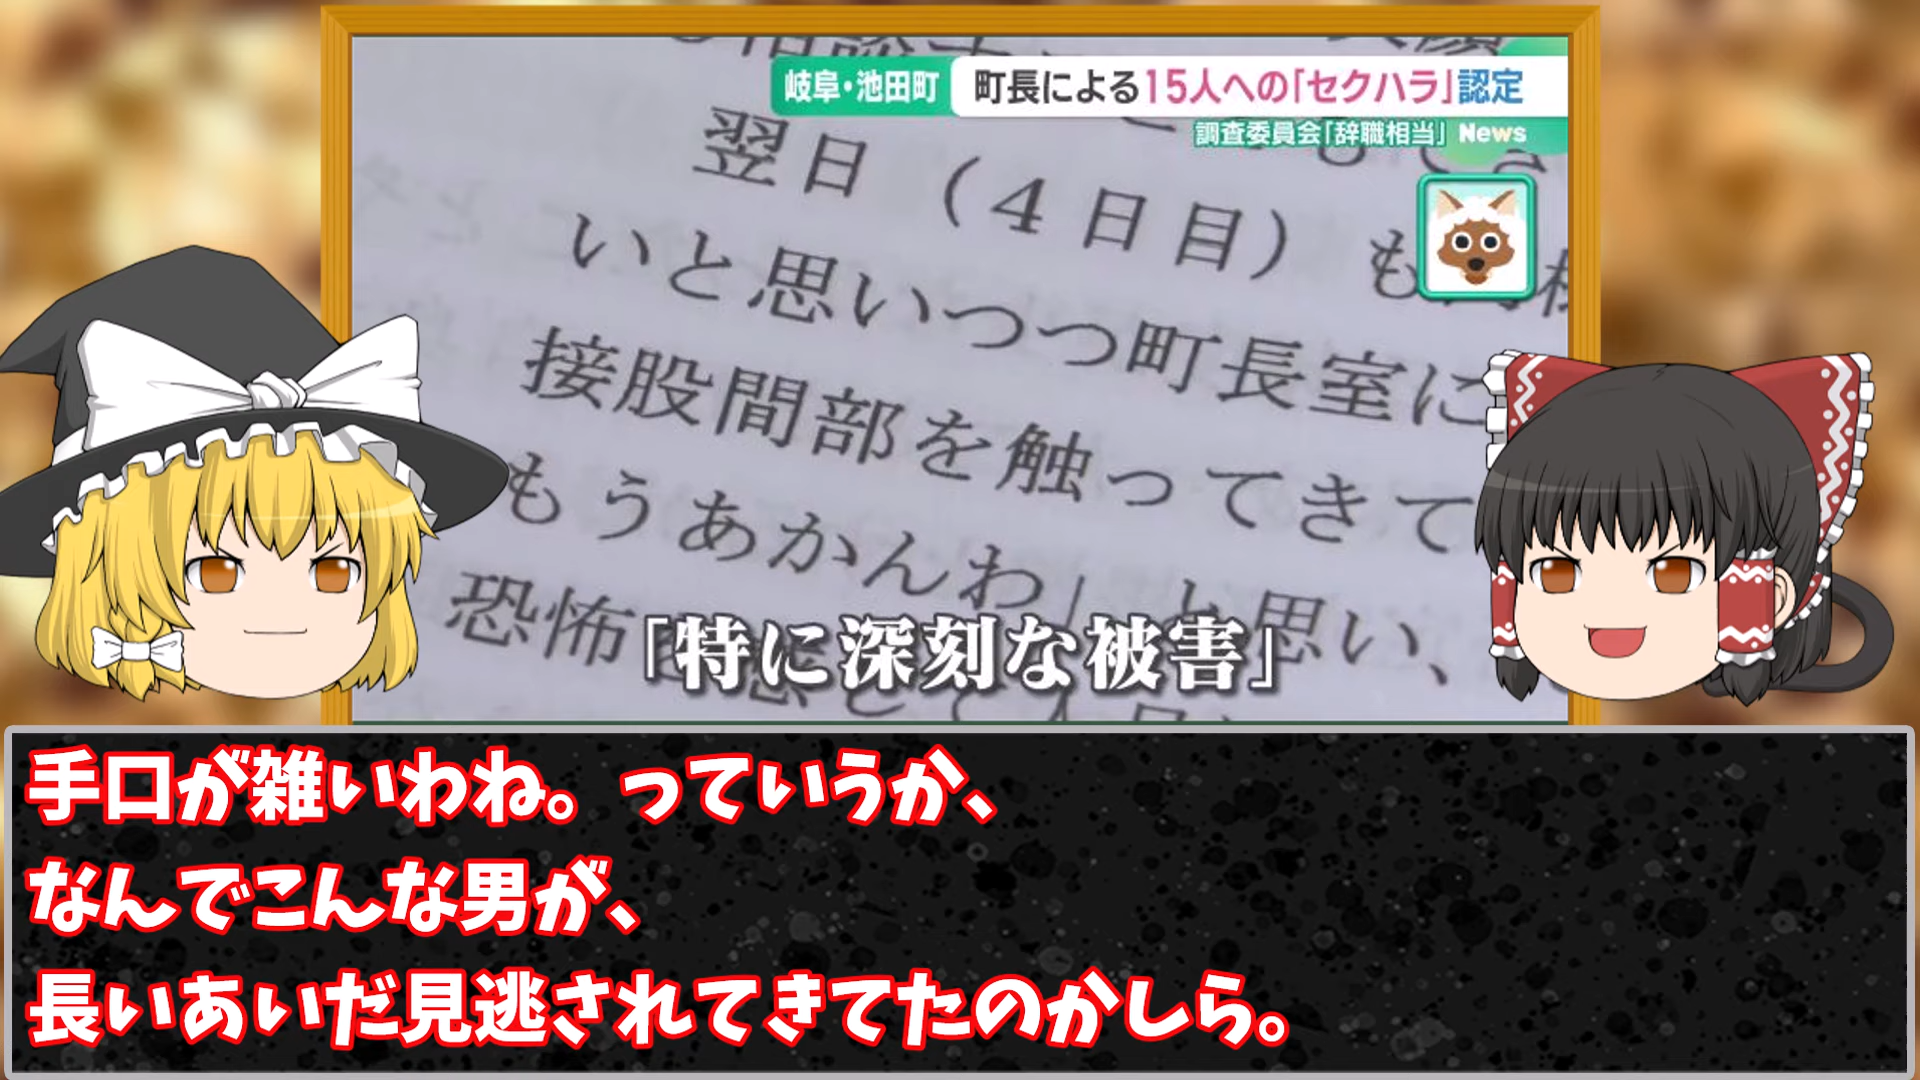 岐阜・池田町
町長による15人への「セクハラ」認定
調査委員会「辞職相当」 News
翌日（４日目）も
いと思いつつ町長室に
接股間部を触ってきて
もうあかんわ」と思い、
恐怖
「特に深刻な被害」
手口が雑いわね。っていうか、
なんでこんな男が、
長いあいだ見逃されてきてたのかしら。